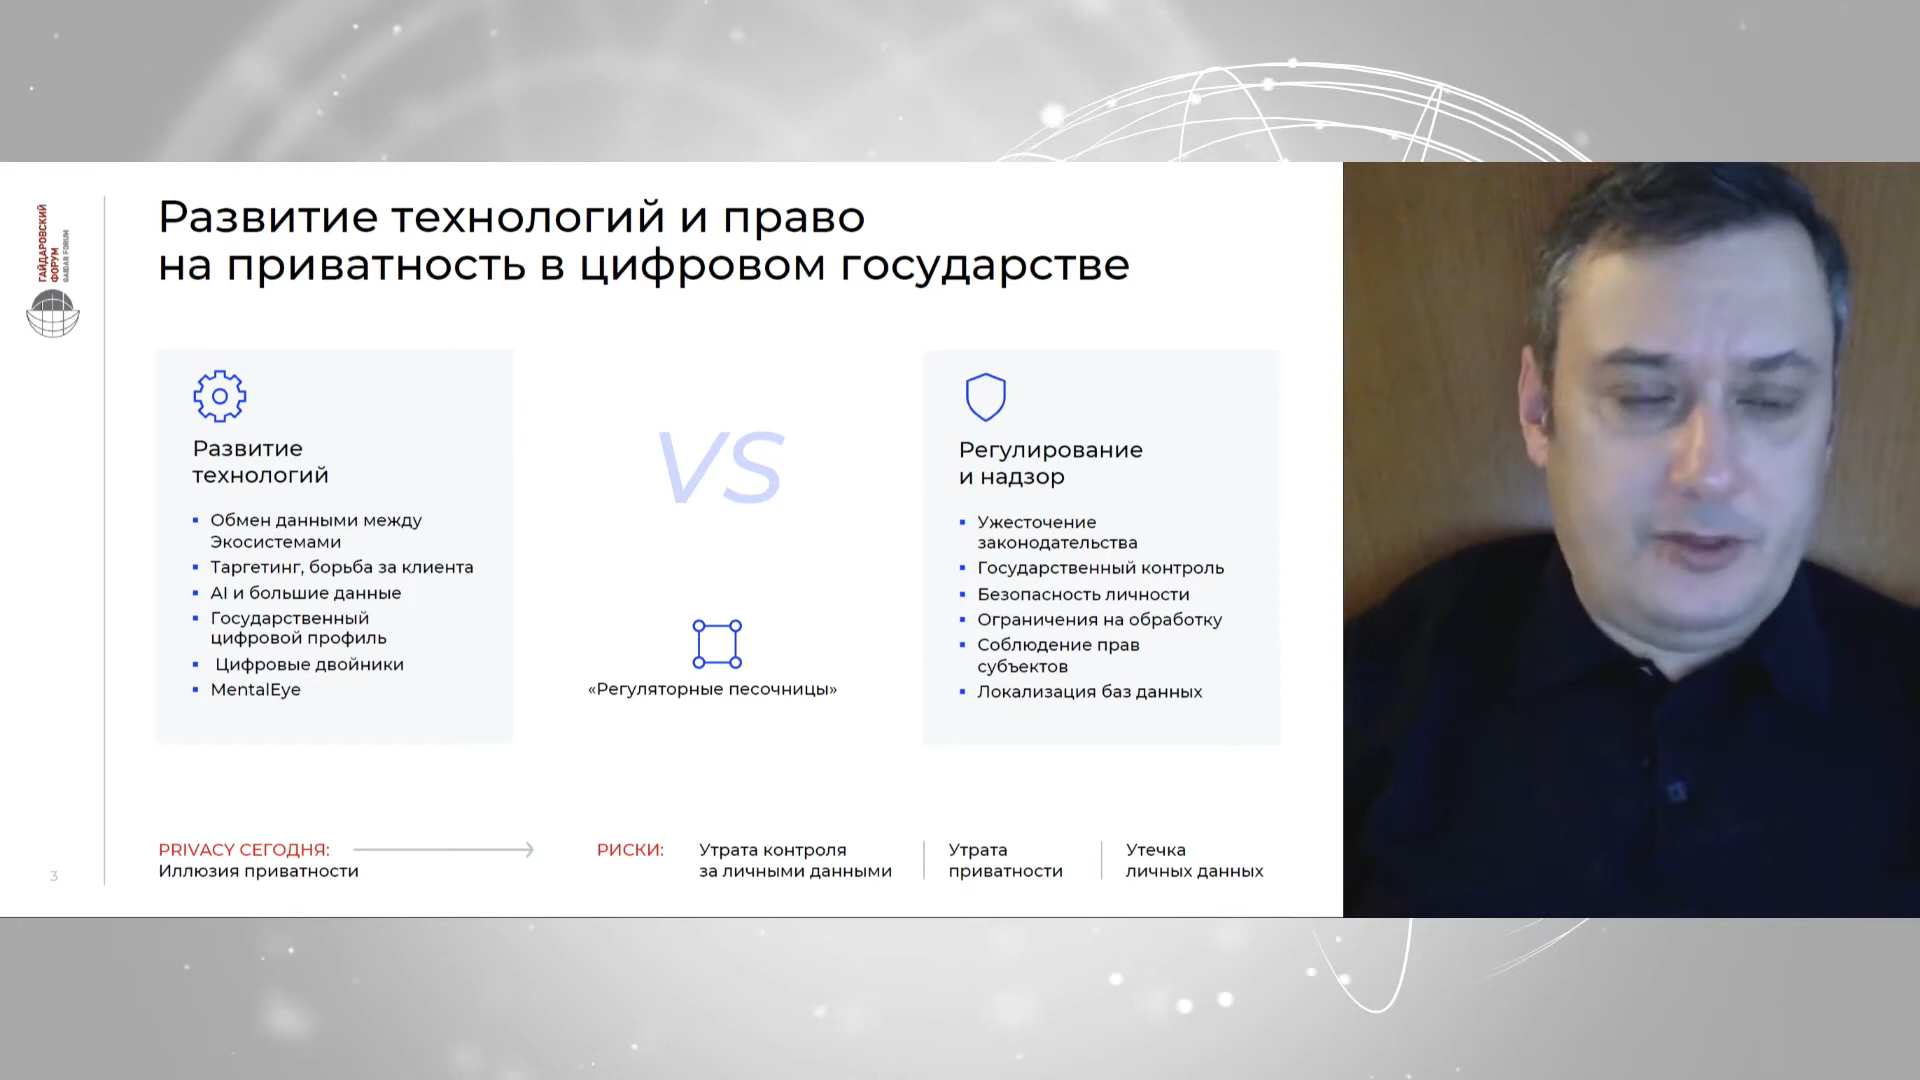 ГАЙДАРОВСКИЙ
ФОРУМ
GAIDAR FORUM
Развитие технологий и право
на приватность в цифровом государстве
Развитие
технологий
Обмен данными между
Экосистемами
Таргетинг, борьба за клиента
AI и большие данные
Государственный
цифровой профиль
Цифровые двойники
MentalEye
VS
«Регуляторные песочницы»
Регулирование
и надзор
Ужесточение
законодательства
Государственный контроль
Безопасность личности
Ограничения на обработку
Соблюдение прав
субъектов
Локализация баз данных
PRIVACY СЕГОДНЯ:
Иллюзия приватности
РИСКИ:
Утрата контроля
за личными данными
Утрата
приватности
Утечка
личных данных
3